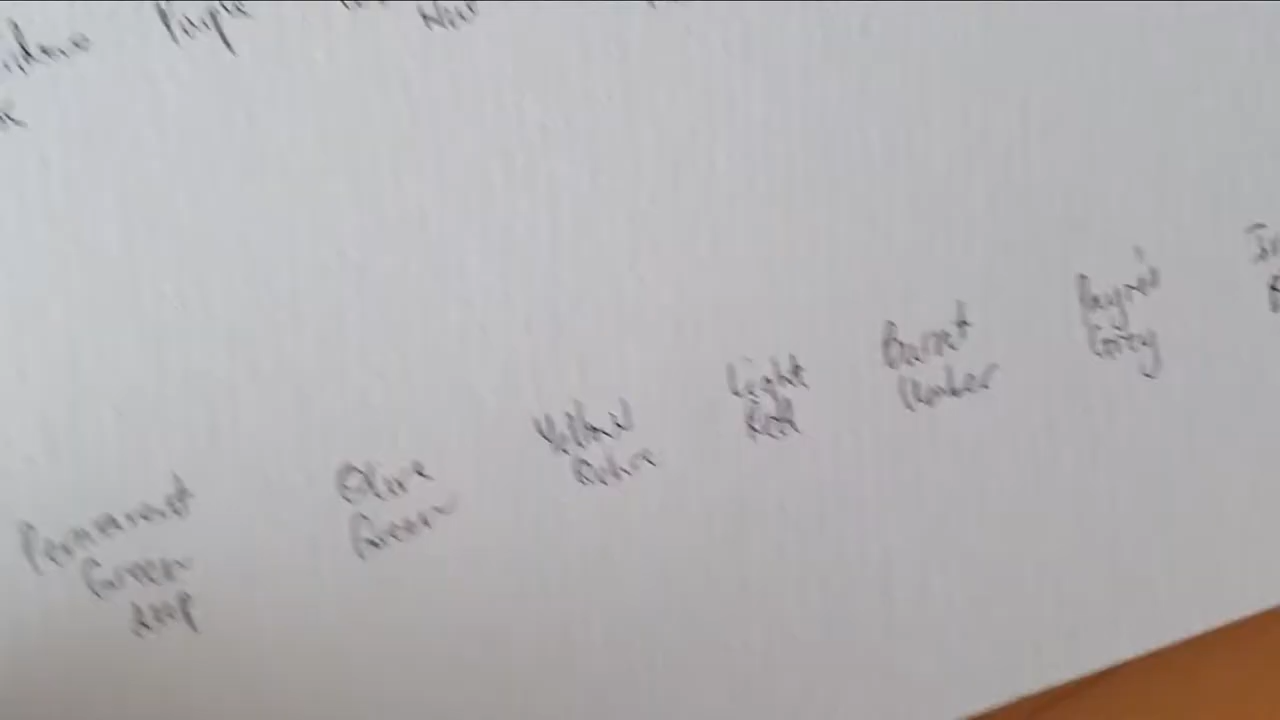 Purple
Permanent
Green
deep
Olive
Green
Yellow
Ochre
Light
Red
Burnt
Umber
Payne's
Grey